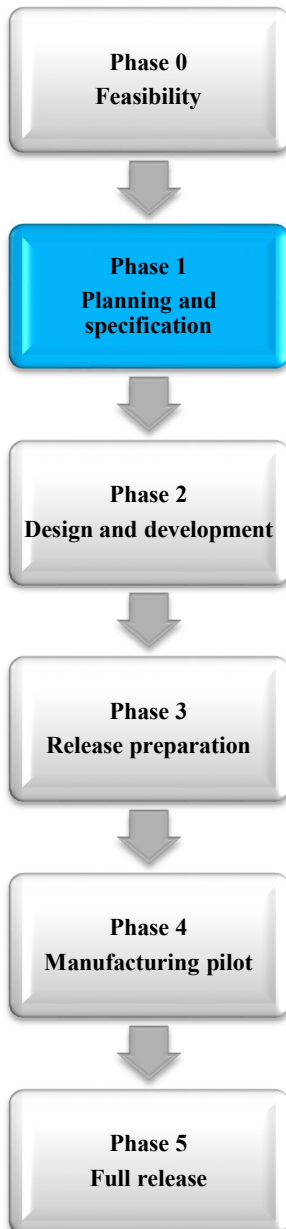 Phase 0
Feasibility
Phase 1
Planning and
specification
Phase 2
Design and development
Phase 3
Release preparation
Phase 4
Manufacturing pilot
Phase 5
Full release